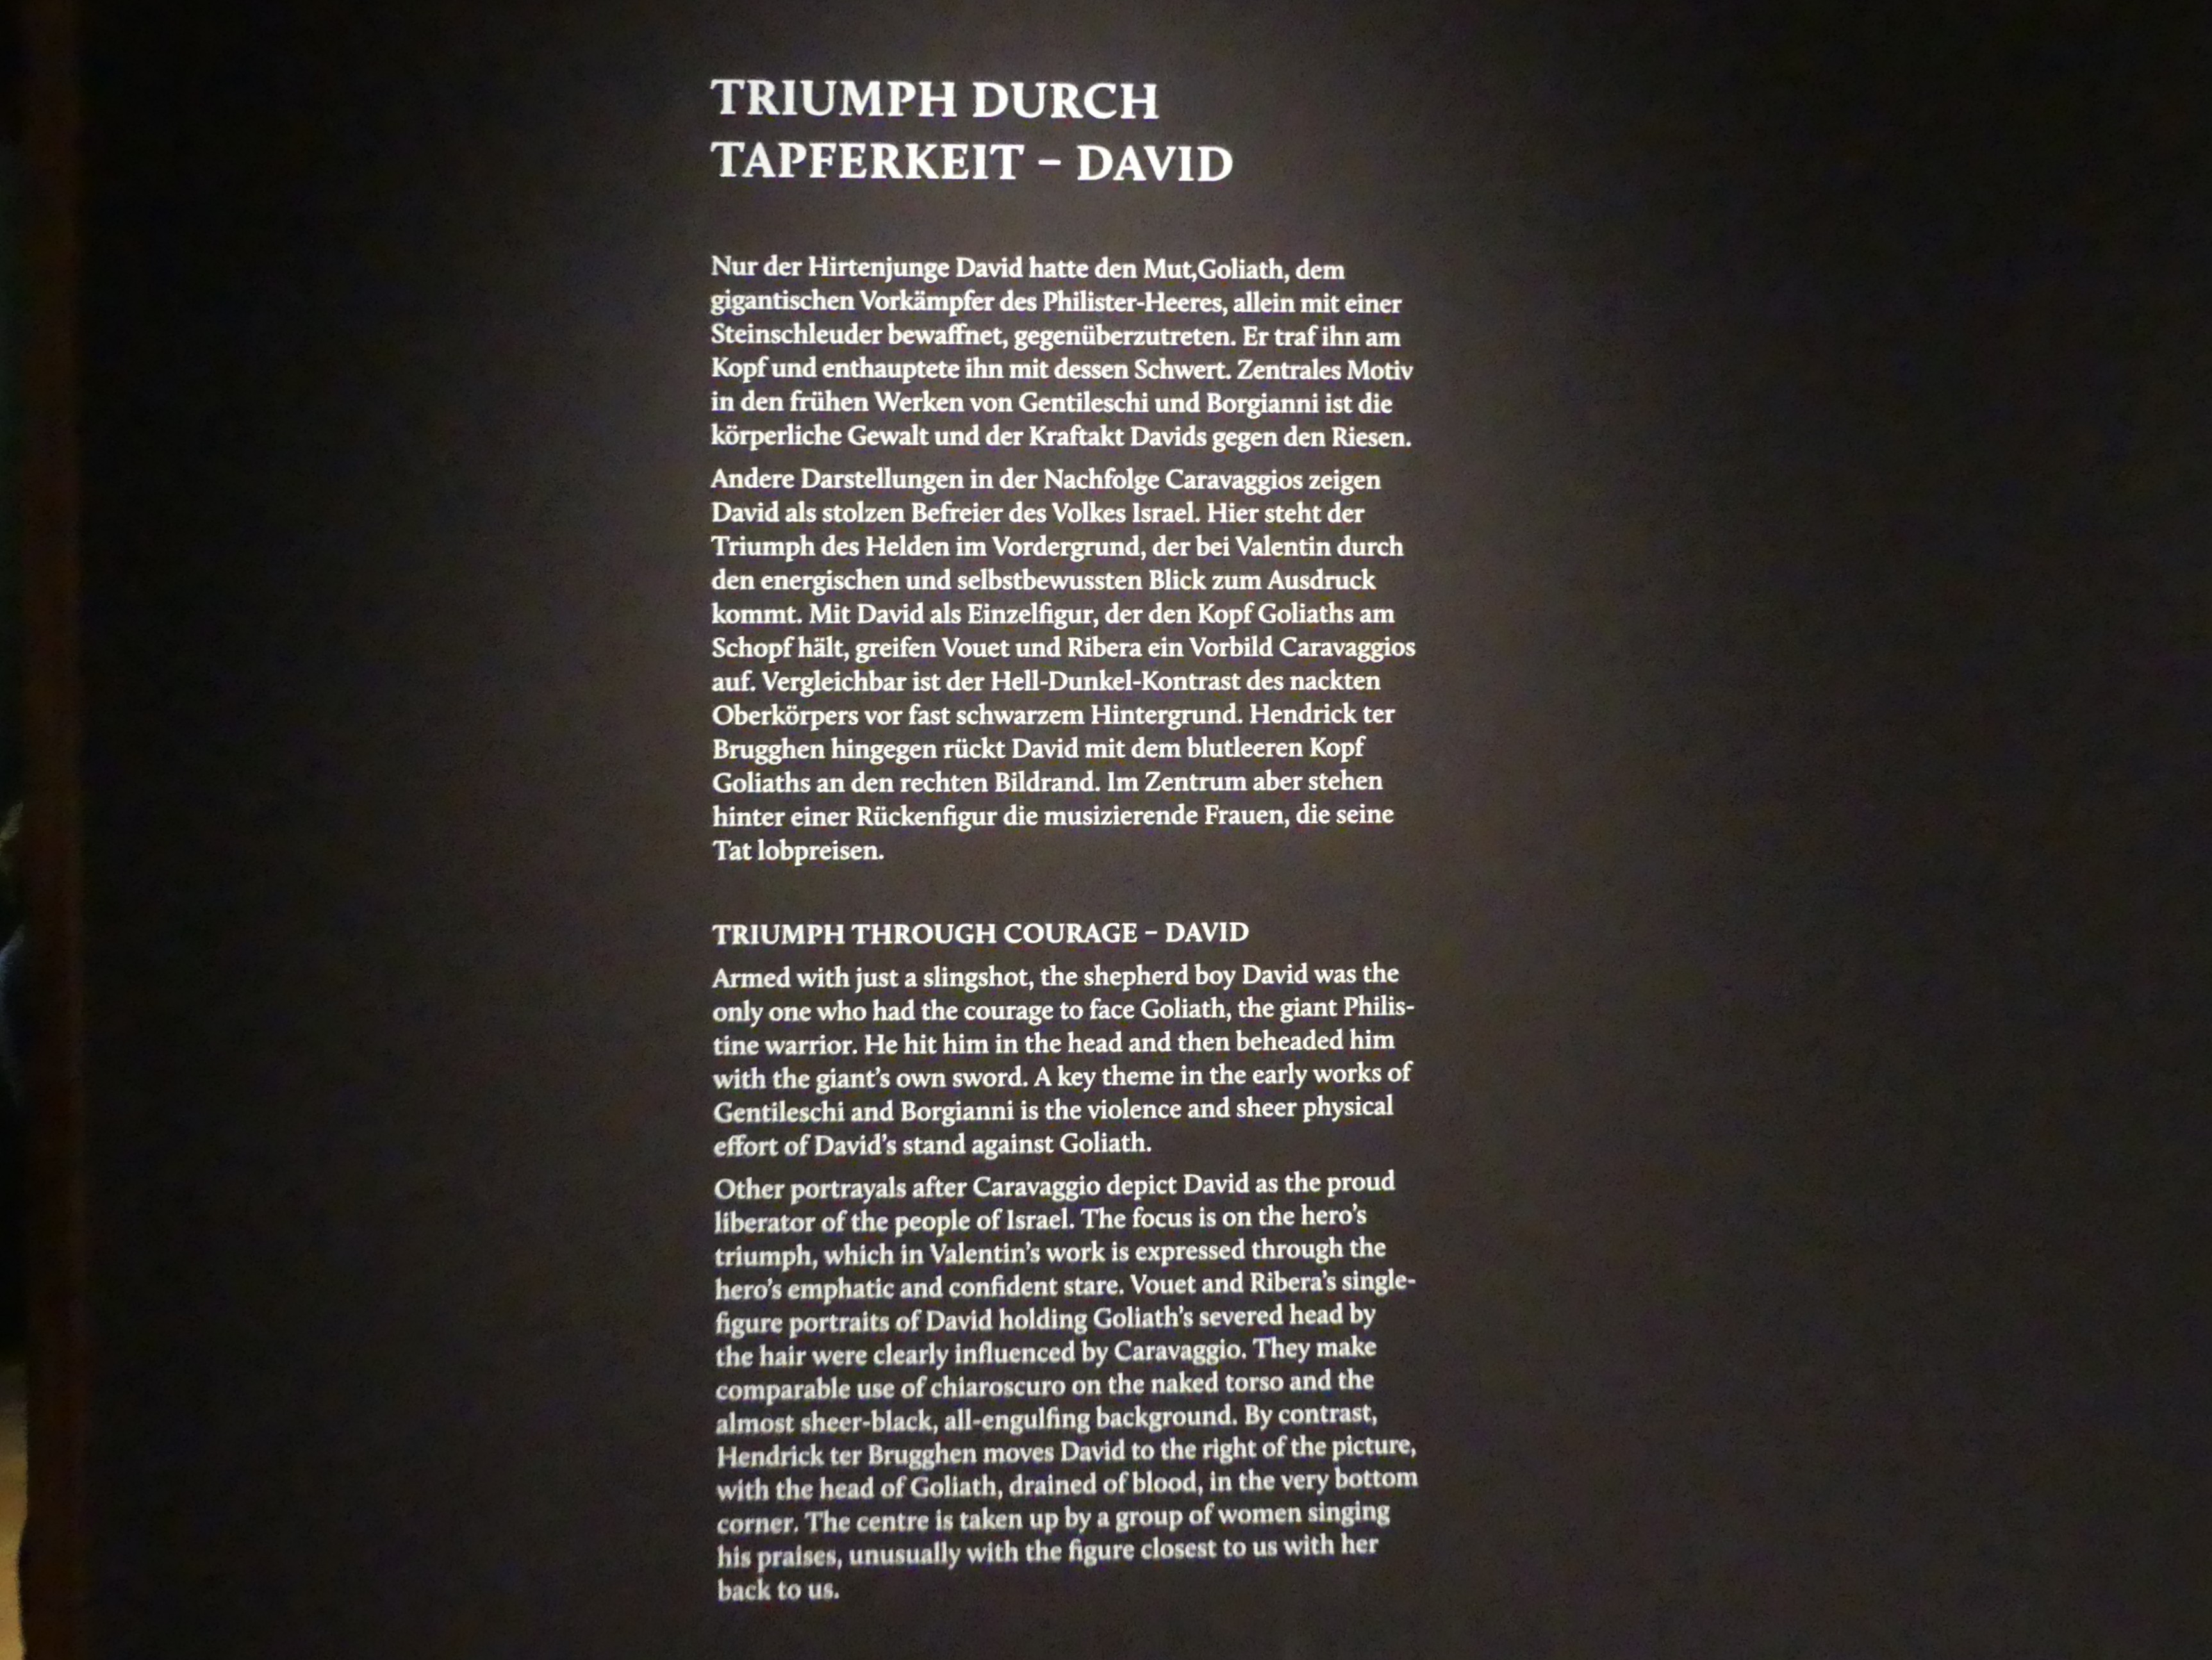 TRIUMPH DURCH
TAPFERKEIT – DAVID
Nur der Hirtenjunge David hatte den Mut,Goliath, dem
gigantischen Vorkämpfer des Philister-Heeres, allein mit einer
Steinschleuder bewaffnet, gegenüberzutreten. Er traf ihn am
Kopf und enthauptete ihn mit dessen Schwert. Zentrales Motiv
in den frühen Werken von Gentileschi und Borgianni ist die
körperliche Gewalt und der Kraftakt Davids gegen den Riesen.
Andere Darstellungen in der Nachfolge Caravaggios zeigen
David als stolzen Befreier des Volkes Israel. Hier steht der
Triumph des Helden im Vordergrund, der bei Valentin durch
den energischen und selbstbewussten Blick zum Ausdruck
kommt. Mit David als Einzelfigur, der den Kopf Goliaths am
Schopf hält, greifen Vouet und Ribera ein Vorbild Caravaggios
auf. Vergleichbar ist der Hell-Dunkel-Kontrast des nackten
Oberkörpers vor fast schwarzem Hintergrund. Hendrick ter
Brugghen hingegen rückt David mit dem blutleeren Kopf
Goliaths an den rechten Bildrand. Im Zentrum aber stehen
hinter einer Rückenfigur die musizierende Frauen, die seine
Tat lobpreisen.
TRIUMPH THROUGH COURAGE – DAVID
Armed with just a slingshot, the shepherd boy David was the
only one who had the courage to face Goliath, the giant Philis-
tine warrior. He hit him in the head and then beheaded him
with the giant’s own sword. A key theme in the early works of
Gentileschi and Borgianni is the violence and sheer physical
effort of David’s stand against Goliath.
Other portrayals after Caravaggio depict David as the proud
liberator of the people of Israel. The focus is on the hero’s
triumph, which in Valentin’s work is expressed through the
hero’s emphatic and confident stare. Vouet and Ribera’s single-
figure portraits of David holding Goliath’s severed head by
the hair were clearly influenced by Caravaggio. They make
comparable use of chiaroscuro on the naked torso and the
almost sheer-black, all-engulfing background. By contrast,
Hendrick ter Brugghen moves David to the right of the picture,
with the head of Goliath, drained of blood, in the very bottom
corner. The centre is taken up by a group of women singing
his praises, unusually with the figure closest to us with her
back to us.